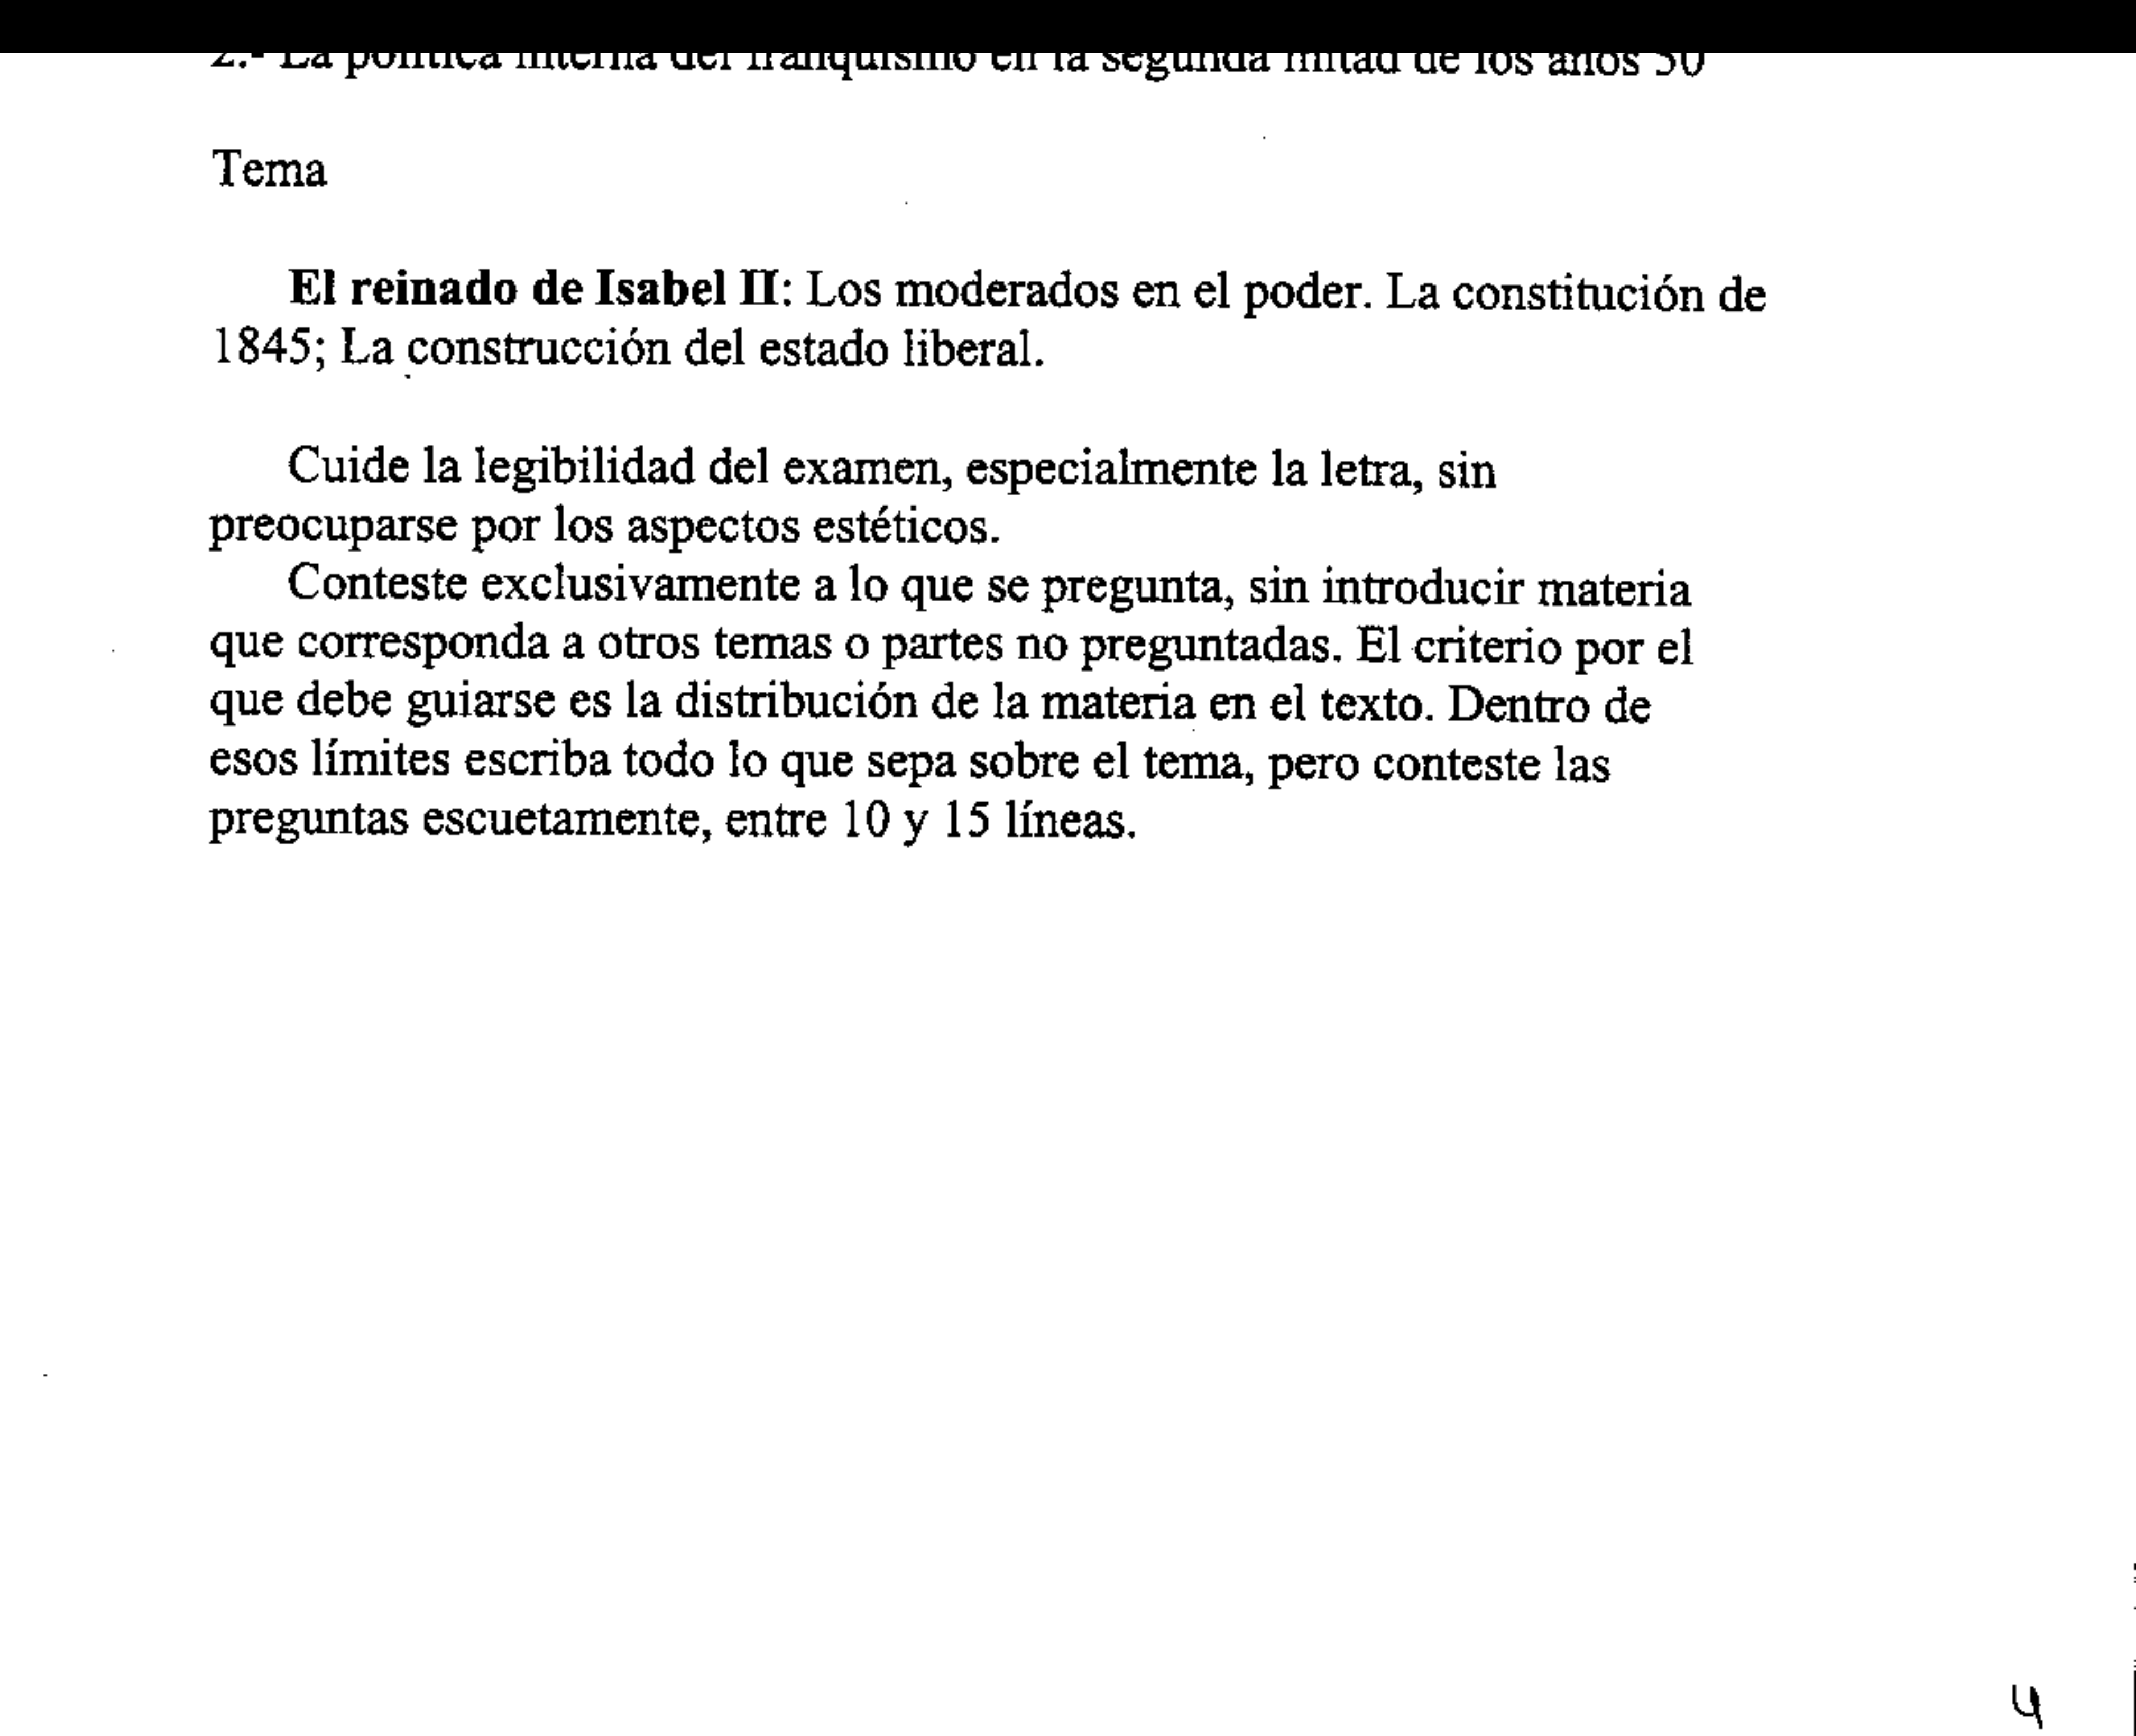 2.- La política interna del franquismo en la segunda mitad de los años 50
Tema
El reinado de Isabel II: Los moderados en el poder. La constitución de
1845; La construcción del estado liberal.
Cuide la legibilidad del examen, especialmente la letra, sin
preocuparse por los aspectos estéticos.
Conteste exclusivamente a lo que se pregunta, sin introducir materia
que corresponda a otros temas o partes no preguntadas. El criterio por el
que debe guiarse es la distribución de la materia en el texto. Dentro de
esos límites escriba todo lo que sepa sobre el tema, pero conteste las
preguntas escuetamente, entre 10 y 15 líneas.
4